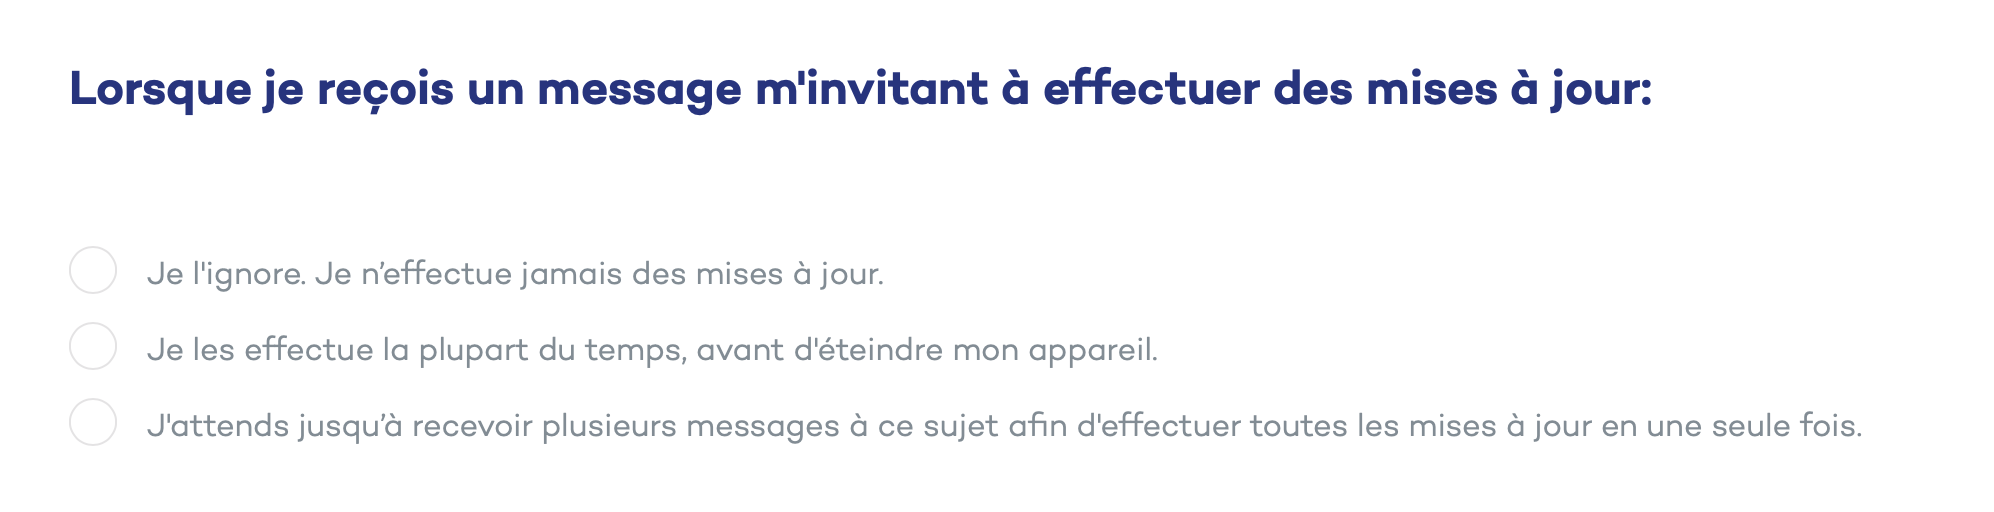 Lorsque je reçois un message m'invitant à effectuer des mises à jour:
Je l'ignore. Je n’effectue jamais des mises à jour.
Je les effectue la plupart du temps, avant d'éteindre mon appareil.
J'attends jusqu’à recevoir plusieurs messages à ce sujet afin d'effectuer toutes les mises à jour en une seule fois.